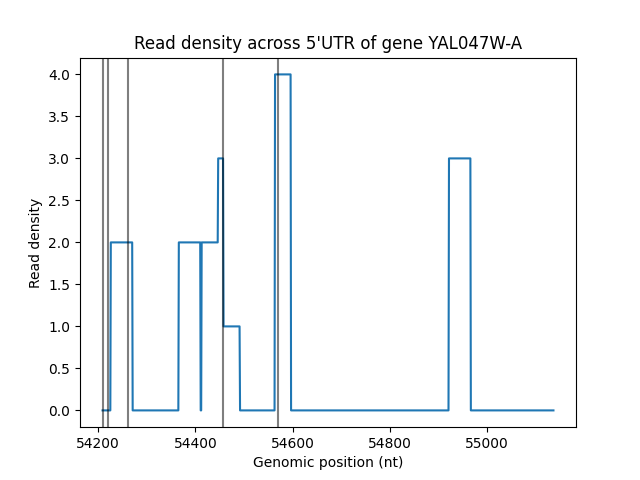 Read density across 5'UTR of gene YAL047W-A
4.0
3.5
3.0
2.5
2.0
1.5
1.0
0.5
0.0
Read density
54200 54400 54600 54800 55000
Genomic position (nt)